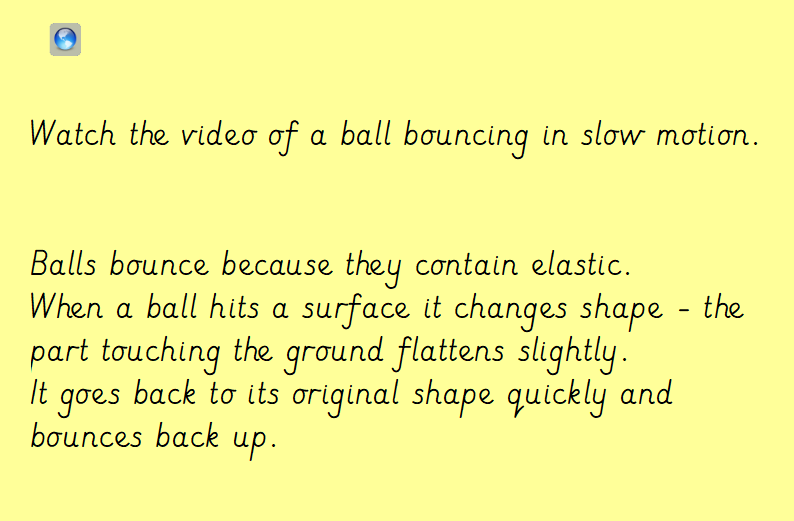 Watch the video of a ball bouncing in slow motion.
Balls bounce because they contain elastic.
When a ball hits a surface it changes shape - the
part touching the ground flattens slightly.
It goes back to its original shape quickly and
bounces back up.